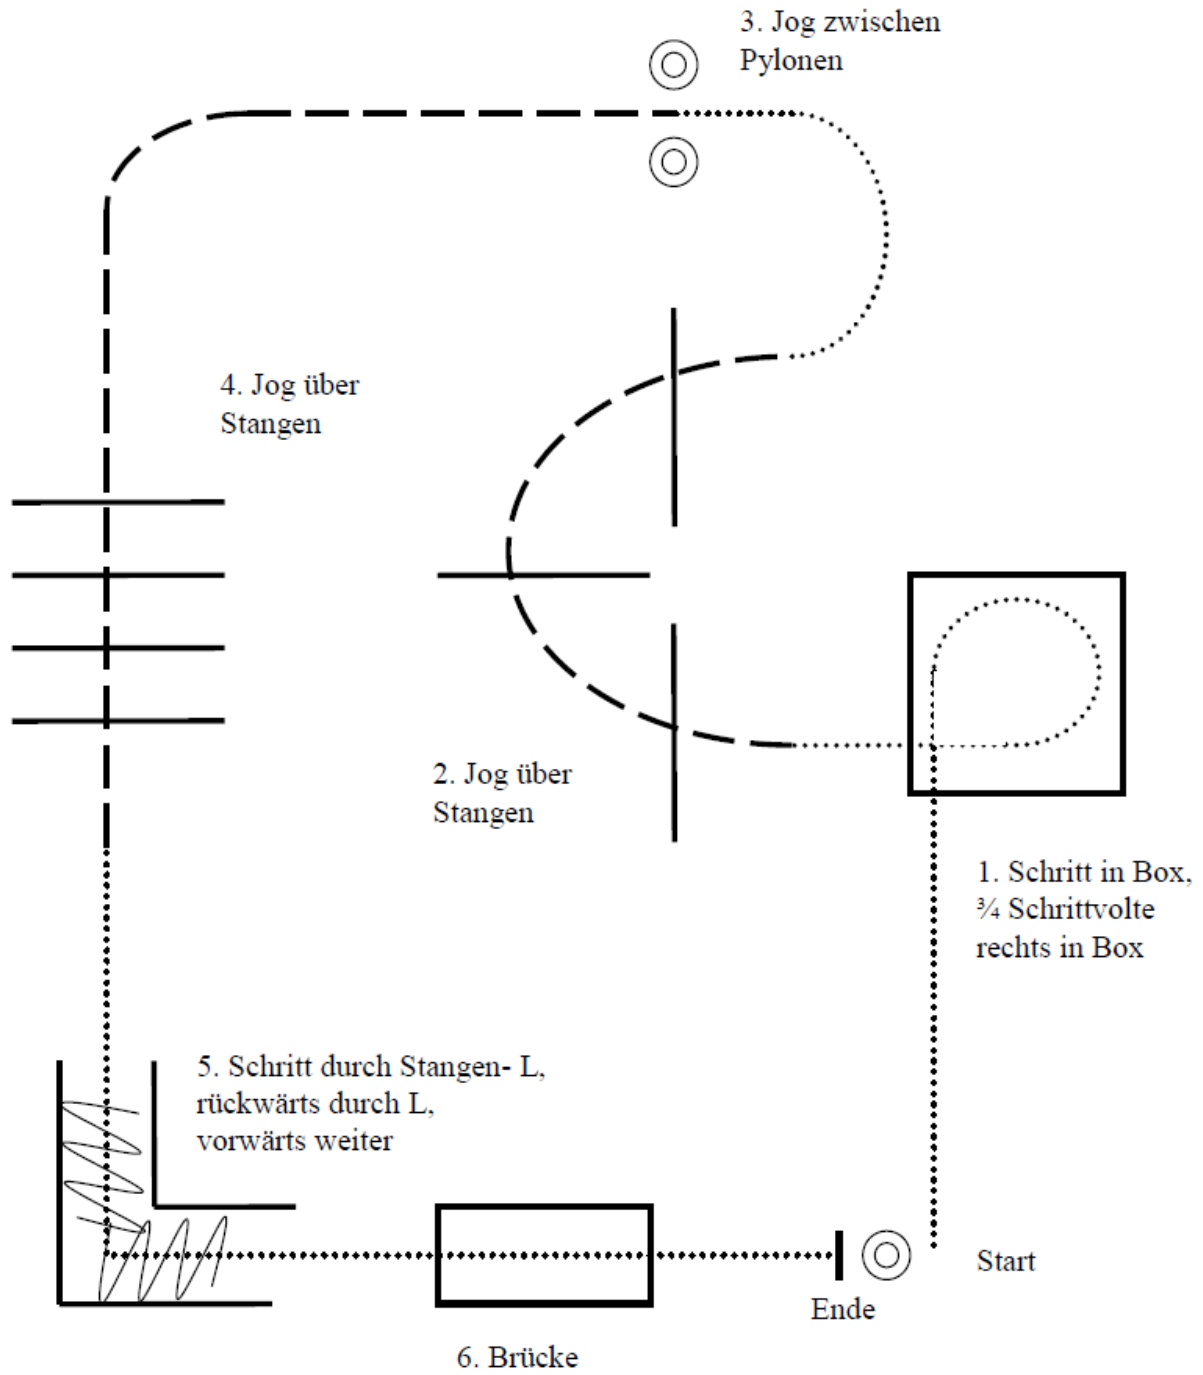 3. Jog zwischen
Pylonen
4. Jog über
Stangen
2. Jog über
Stangen
1. Schritt in Box,
¾ Schrittvolte
rechts in Box
5. Schritt durch Stangen- L,
rückwärts durch L,
vorwärts weiter
Start
Ende
6. Brücke